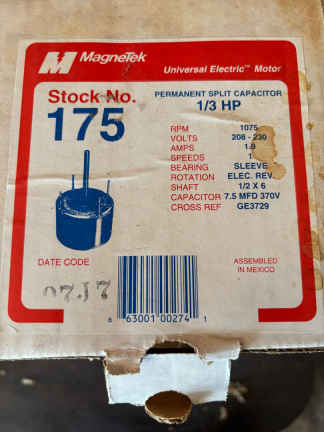 M MagneTek
Universal Electric™ Motor
Stock No.
175
PERMANENT SPLIT CAPACITOR
1/3 HP
RPM 1075
VOLTS 208 - 230
AMPS 1.9
SPEEDS 1
BEARING SLEEVE
ROTATION ELEC. REV.
SHAFT 1/2 X 6
CAPACITOR 7.5 MFD 370V
CROSS REF GE3729
DATE CODE
07J7
ASSEMBLED
IN MEXICO
6 63001 00274 1